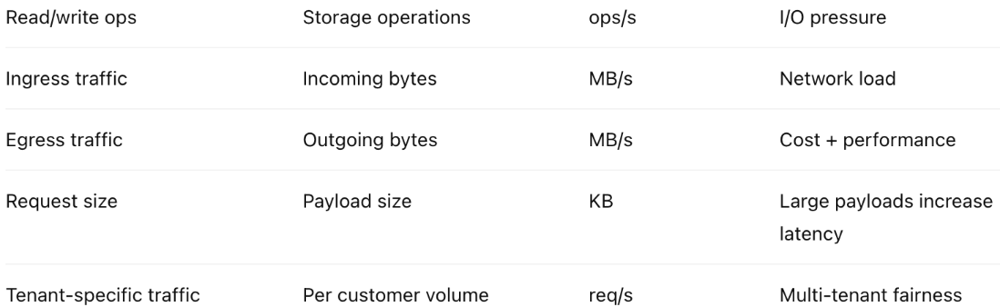 Read/write ops Storage operations ops/s I/O pressure
Ingress traffic Incoming bytes MB/s Network load
Egress traffic Outgoing bytes MB/s Cost + performance
Request size Payload size KB Large payloads increase
latency
Tenant-specific traffic Per customer volume req/s Multi-tenant fairness